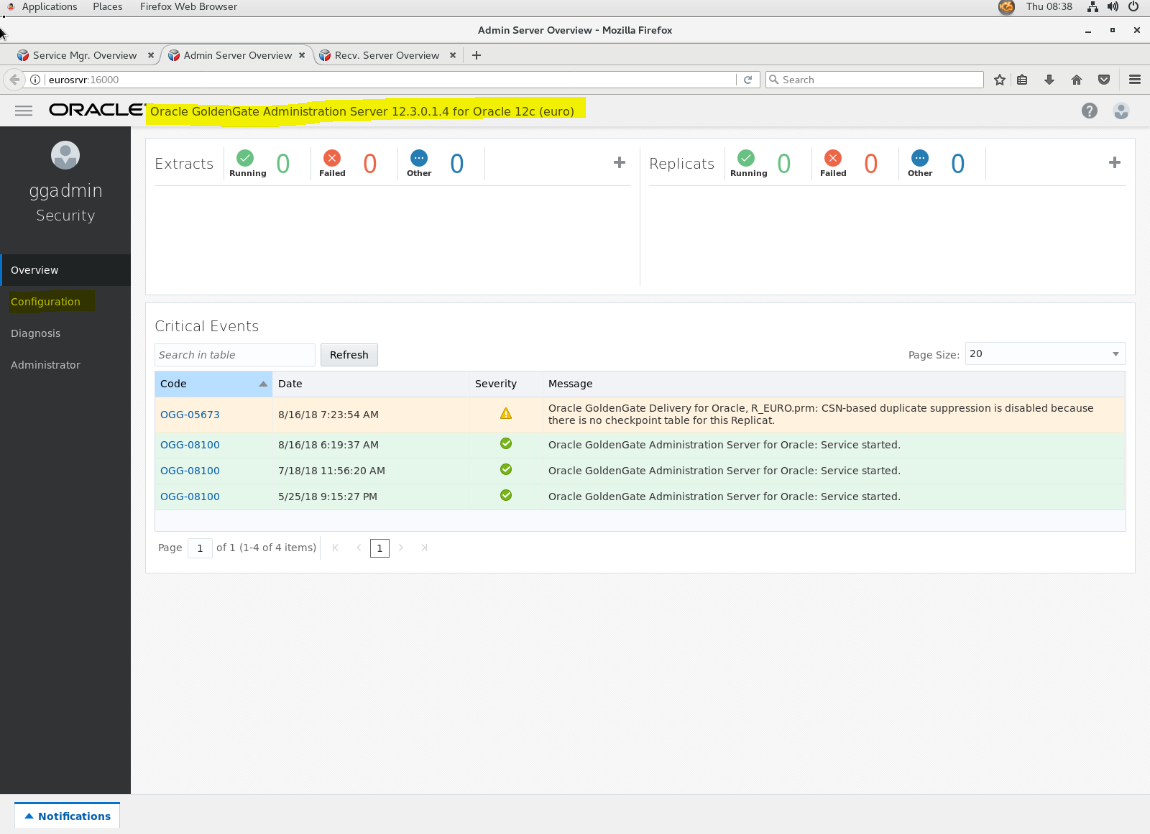 Applications Places Firefox Web Browser Thu 08:38
Admin Server Overview - Mozilla Firefox
Service Mgr. Overview Admin Server Overview Recv. Server Overview
eurosrvr:16000 Search
ORACLE Oracle GoldenGate Administration Server 12.3.0.1.4 for Oracle 12c (euro)
ggadmin
Security
Overview
Configuration
Diagnosis
Administrator
Extracts Running 0 Failed 0 Other 0
Replicats Running 0 Failed 0 Other 0
Critical Events
Search in table Refresh Page Size: 20
Code Date Severity Message
OGG-05673 8/16/18 7:23:54 AM Oracle GoldenGate Delivery for Oracle, R_EURO.prm: CSN-based duplicate suppression is disabled because
there is no checkpoint table for this Replicat.
OGG-08100 8/16/18 6:19:37 AM Oracle GoldenGate Administration Server for Oracle: Service started.
OGG-08100 7/18/18 11:56:20 AM Oracle GoldenGate Administration Server for Oracle: Service started.
OGG-08100 5/25/18 9:15:27 PM Oracle GoldenGate Administration Server for Oracle: Service started.
Page 1 of 1 (1-4 of 4 items) 1
Notifications